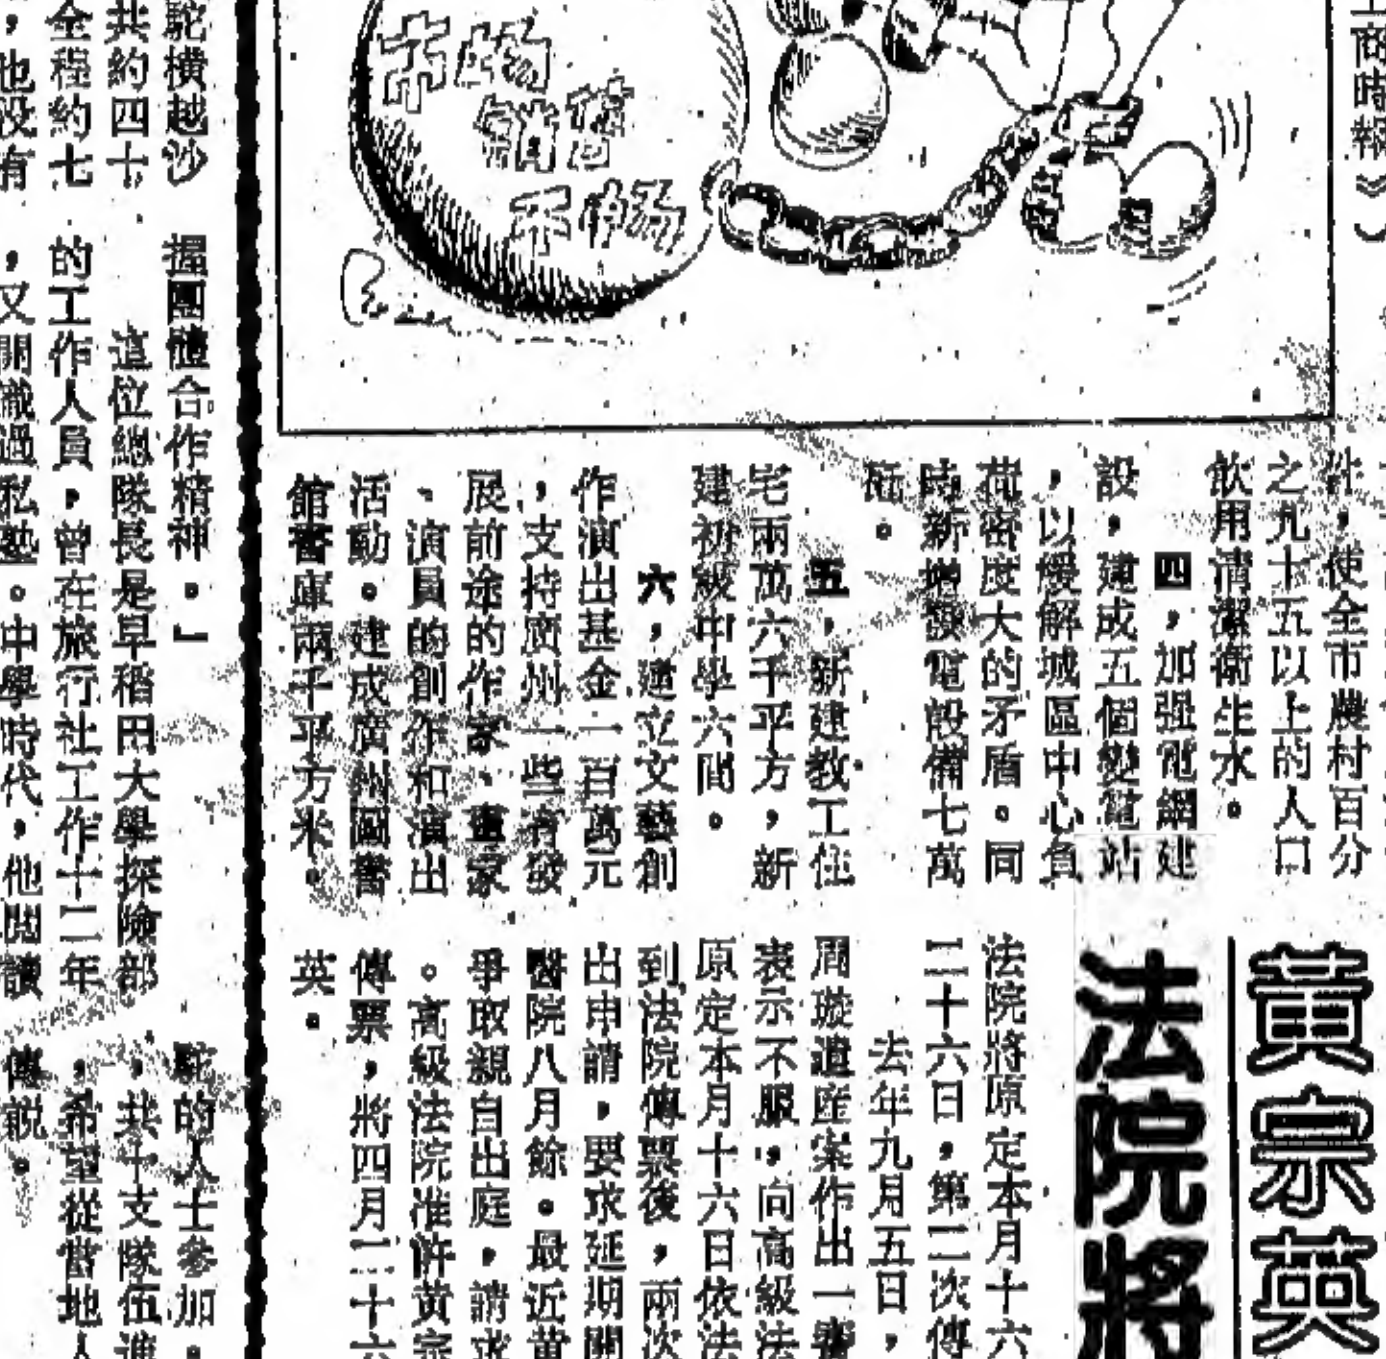 工商時報》）
市的
銷售
不暢
件，使全市農村百分
之九十五以上的人口
飲用清潔衛生水。
四，加强電網建
設，建成五個變電站
，以緩解城區中心負
荷密度大的矛盾。同
時新增發電設備七萬
瓩。
五，新建教工住
宅兩萬六千平方，新
建初級中學六間。
六，建立文藝創
作演出基金一百萬元
，支持廣州一些有發
展前途的作家、畫家
、演員的創作和演出
活動。建成廣州圖書
館書庫兩千平方米。
黃宗英
法院將
法院將原定本月十六
二十六日，第二次傳
去年九月五日，
周璇遺産案作出一審
表示不服，向高級法
原定本月十六日依法
到法院傳票後，兩次
出申請，要求延期開
醫院八月餘。最近黃
爭取親自出庭，請求
。高級法院准許黃宗
傳票，將四月二十六
英。
駝橫越沙
共約四十
全程約七
，也沒有
握團體合作精神。」
這位總隊長是早稻田大學探險部
的工作人員，曾在旅行社工作十二年
，又開辦過私塾。中學時代，他閱讀
駝的人士參加。
，共十支隊伍進
，希望從當地人
傳説。